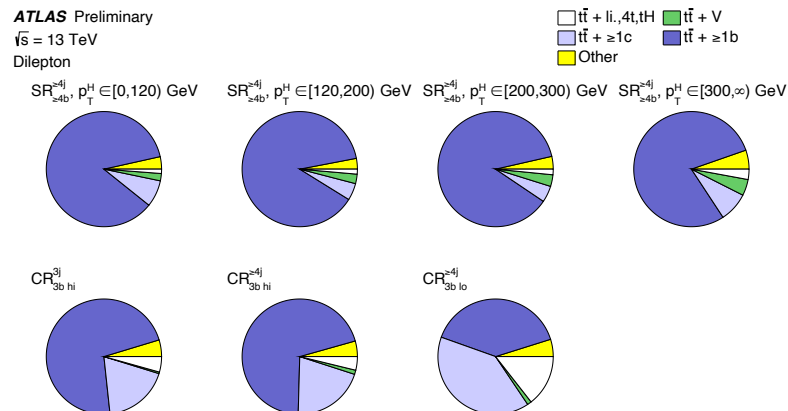 ATLAS Preliminary
√s = 13 TeV
Dilepton
tt̄ + li.,4t,tH
tt̄ + V
tt̄ + ≥1c
tt̄ + ≥1b
Other
SR≥4j≥4b, pHT ∈[0,120) GeV
SR≥4j≥4b, pHT ∈[120,200) GeV
SR≥4j≥4b, pHT ∈[200,300) GeV
SR≥4j≥4b, pHT ∈[300,∞) GeV
CR3j3b hi
CR≥4j3b hi
CR≥4j3b lo